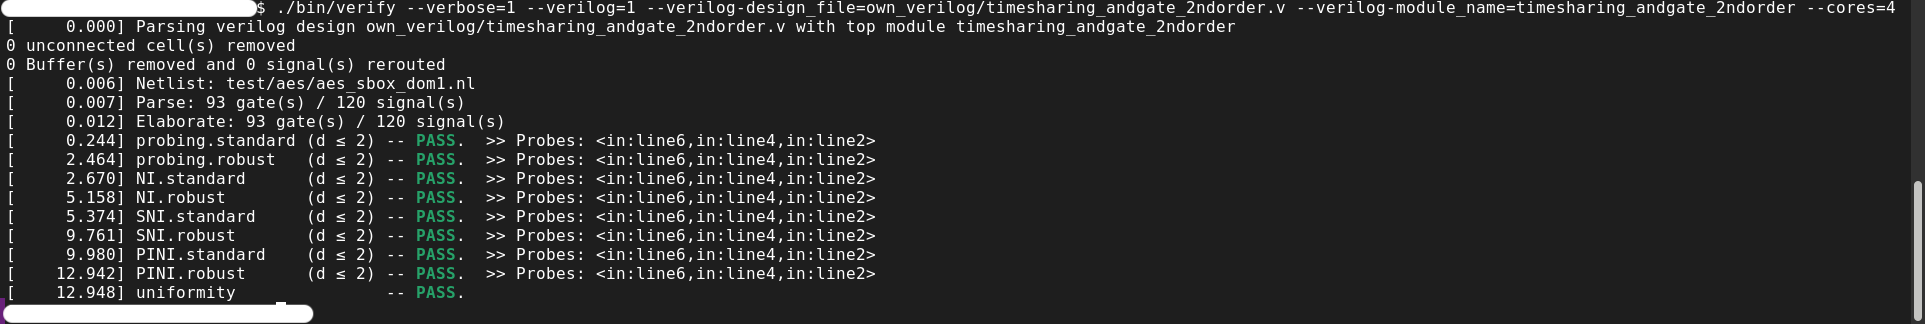 $ ./bin/verify --verbose=1 --verilog=1 --verilog-design_file=own_verilog/timesharing_andgate_2ndorder.v --verilog-module_name=timesharing_andgate_2ndorder --cores=4
[     0.000] Parsing verilog design own_verilog/timesharing_andgate_2ndorder.v with top module timesharing_andgate_2ndorder
0 unconnected cell(s) removed
0 Buffer(s) removed and 0 signal(s) rerouted
[     0.006] Netlist: test/aes/aes_sbox_dom1.nl
[     0.007] Parse: 93 gate(s) / 120 signal(s)
[     0.012] Elaborate: 93 gate(s) / 120 signal(s)
[     0.244] probing.standard (d ≤ 2) -- PASS.  >> Probes: <in:line6,in:line4,in:line2>
[     2.464] probing.robust   (d ≤ 2) -- PASS.  >> Probes: <in:line6,in:line4,in:line2>
[     2.670] NI.standard      (d ≤ 2) -- PASS.  >> Probes: <in:line6,in:line4,in:line2>
[     5.158] NI.robust        (d ≤ 2) -- PASS.  >> Probes: <in:line6,in:line4,in:line2>
[     5.374] SNI.standard     (d ≤ 2) -- PASS.  >> Probes: <in:line6,in:line4,in:line2>
[     9.761] SNI.robust       (d ≤ 2) -- PASS.  >> Probes: <in:line6,in:line4,in:line2>
[     9.980] PINI.standard    (d ≤ 2) -- PASS.  >> Probes: <in:line6,in:line4,in:line2>
[    12.942] PINI.robust      (d ≤ 2) -- PASS.  >> Probes: <in:line6,in:line4,in:line2>
[    12.948] uniformity               -- PASS.